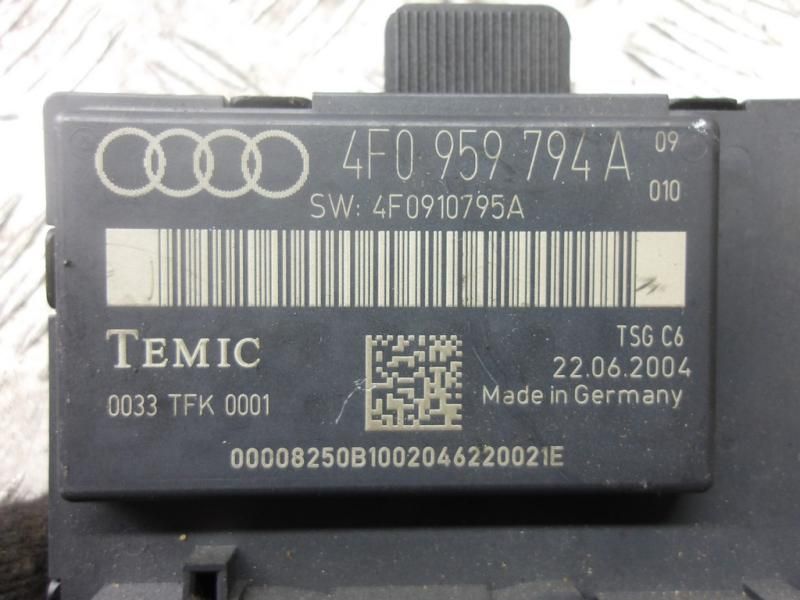 4F0 959 794 A 09
010
SW: 4F0910795A
TEMIC
TSG C6
22.06.2004
0033 TFK 0001
Made in Germany
00008250B1002046220021E